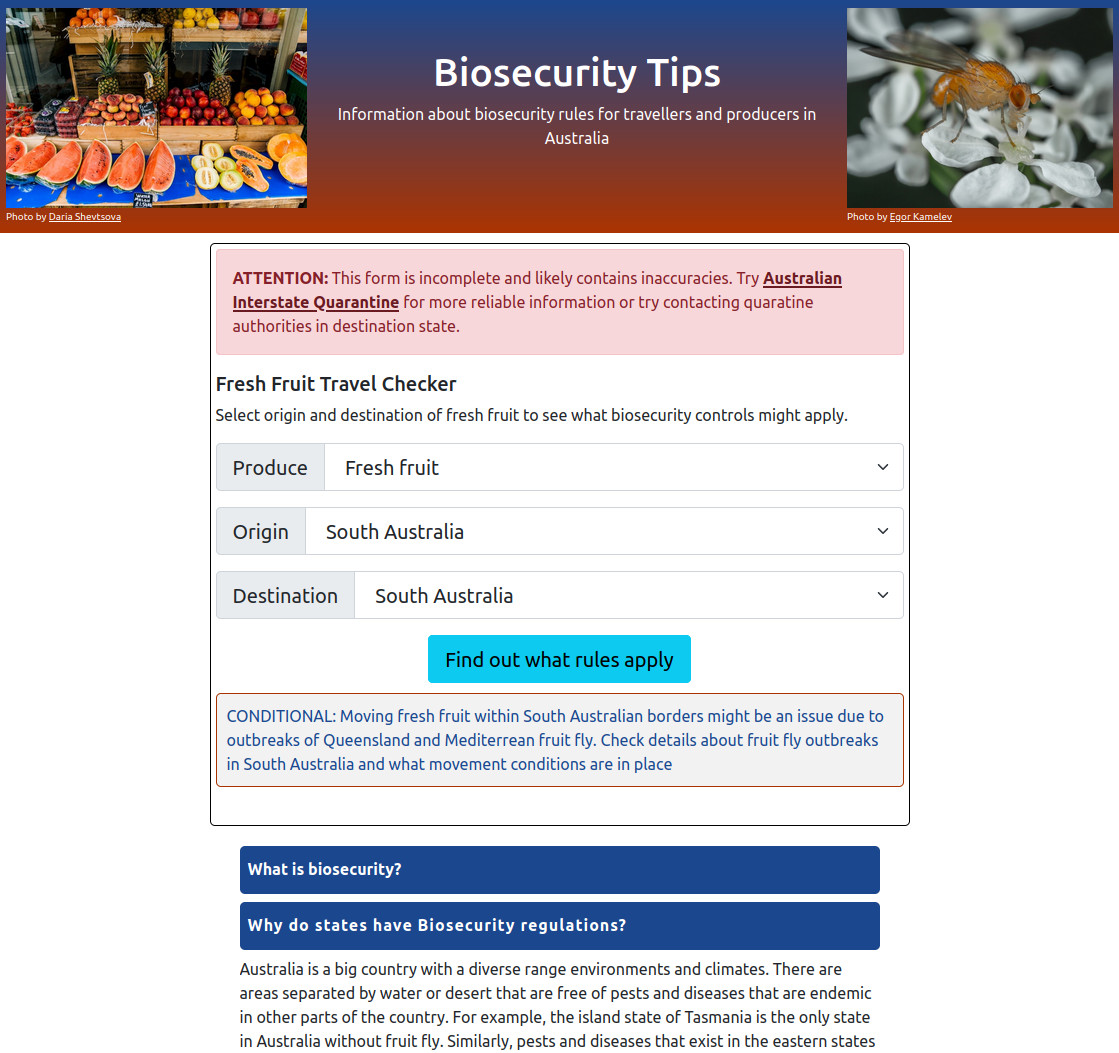 Biosecurity Tips
Information about biosecurity rules for travellers and producers in
Australia
Photo by Daria Shevtsova
Photo by Egor Kamelev
ATTENTION: This form is incomplete and likely contains inaccuracies. Try Australian
Interstate Quarantine for more reliable information or try contacting quaratine
authorities in destination state.
Fresh Fruit Travel Checker
Select origin and destination of fresh fruit to see what biosecurity controls might apply.
Produce Fresh fruit
Origin South Australia
Destination South Australia
Find out what rules apply
CONDITIONAL: Moving fresh fruit within South Australian borders might be an issue due to
outbreaks of Queensland and Mediterrean fruit fly. Check details about fruit fly outbreaks
in South Australia and what movement conditions are in place
What is biosecurity?
Why do states have Biosecurity regulations?
Australia is a big country with a diverse range environments and climates. There are
areas separated by water or desert that are free of pests and diseases that are endemic
in other parts of the country. For example, the island state of Tasmania is the only state
in Australia without fruit fly. Similarly, pests and diseases that exist in the eastern states